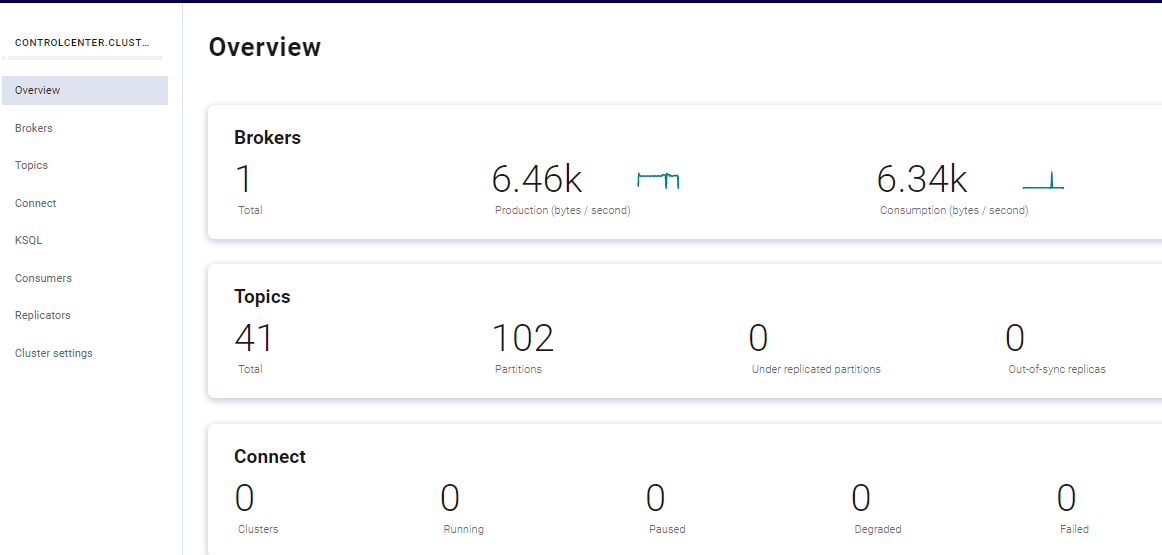 CONTROLCENTER.CLUST...
Overview
Brokers
Topics
Connect
KSQL
Consumers
Replicators
Cluster settings
Overview
Brokers
1 6.46k 6.34k
Total Production (bytes / second) Consumption (bytes / second)
Topics
41 102 0 0
Total Partitions Under replicated partitions Out-of-sync replicas
Connect
0 0 0 0 0
Clusters Running Paused Degraded Failed